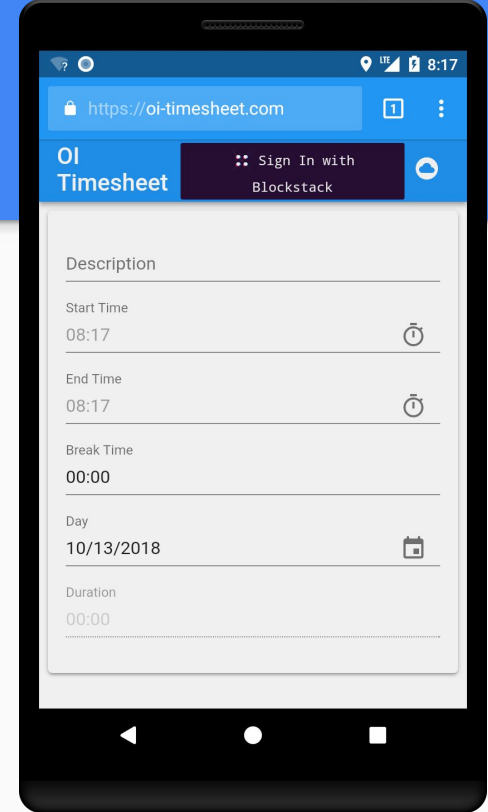 ? LTE 8:17
https://oi-timesheet.com 1
OI
Timesheet
Sign In with
Blockstack
Description
Start Time
08:17
End Time
08:17
Break Time
00:00
Day
10/13/2018
Duration
00:00